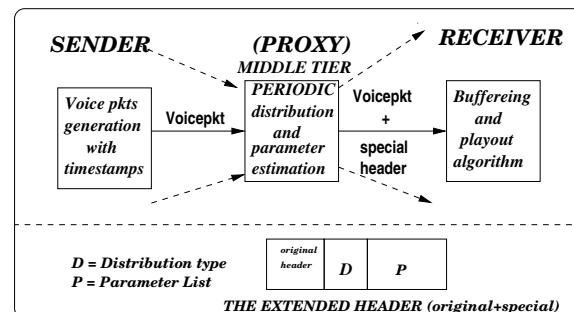 SENDER
(PROXY)
MIDDLE TIER
RECEIVER
Voice pkts
generation
with
timestamps
Voicepkt
PERIODIC
distribution
and
parameter
estimation
Voicepkt
+
special
header
Buffereing
and
playout
algorithm
D = Distribution type
P = Parameter List
original
header
D
P
THE EXTENDED HEADER (original+special)